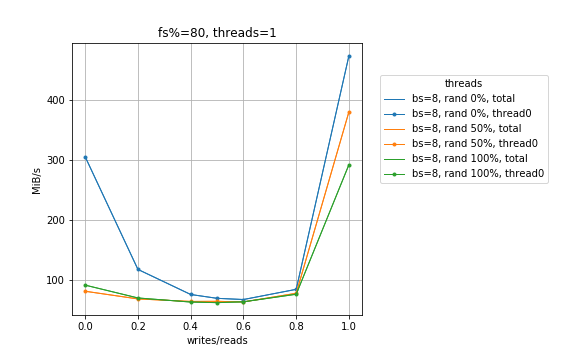 fs%=80, threads=1
MiB/s
400
300
200
100
0.0 0.2 0.4 0.6 0.8 1.0
writes/reads
threads
bs=8, rand 0%, total
bs=8, rand 0%, thread0
bs=8, rand 50%, total
bs=8, rand 50%, thread0
bs=8, rand 100%, total
bs=8, rand 100%, thread0